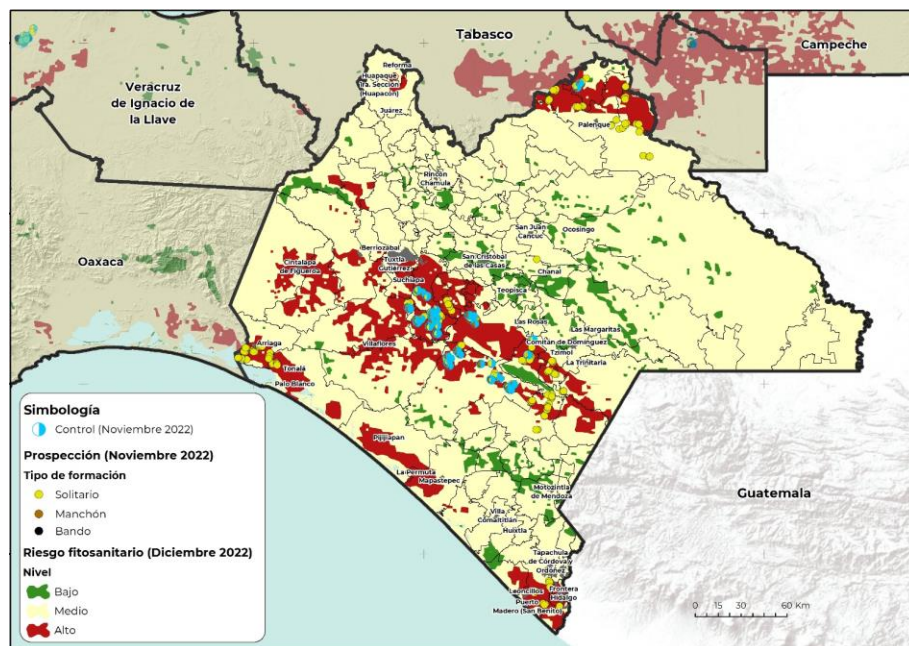 Tabasco
Campeche
Veracruz
de Ignacio de
la Llave
Reforma
Huapaque
1ra. Sección
(Huapacón)
Juárez
Palenque
Rincón
Chamula
San Juan
Cancuc
Ocosingo
Oaxaca
Berriozábal
Tuxtla
Gutiérrez
San Cristóbal
de las Casas
Chanal
Cintalapa
de Figueroa
Suchiapa
Teopisca
Las Rosas
Las Margaritas
Arriaga
Villaflores
Comitán de Domínguez
Tzimol
La Trinitaria
Tonalá
Palo Blanco
Pijijiapan
La Permuta
Mapastepec
Motozintla
de Mendoza
Guatemala
Villa
Comaltitlán
Huixtla
Tapachula
de Córdova y
Ordóñez
Leoncillos
Frontera
Hidalgo
Puerto
Madero (San Benito)
Simbología
Control (Noviembre 2022)
Prospección (Noviembre 2022)
Tipo de formación
Solitario
Manchón
Bando
Riesgo fitosanitario (Diciembre 2022)
Nivel
Bajo
Medio
Alto
0 15 30 60 Km